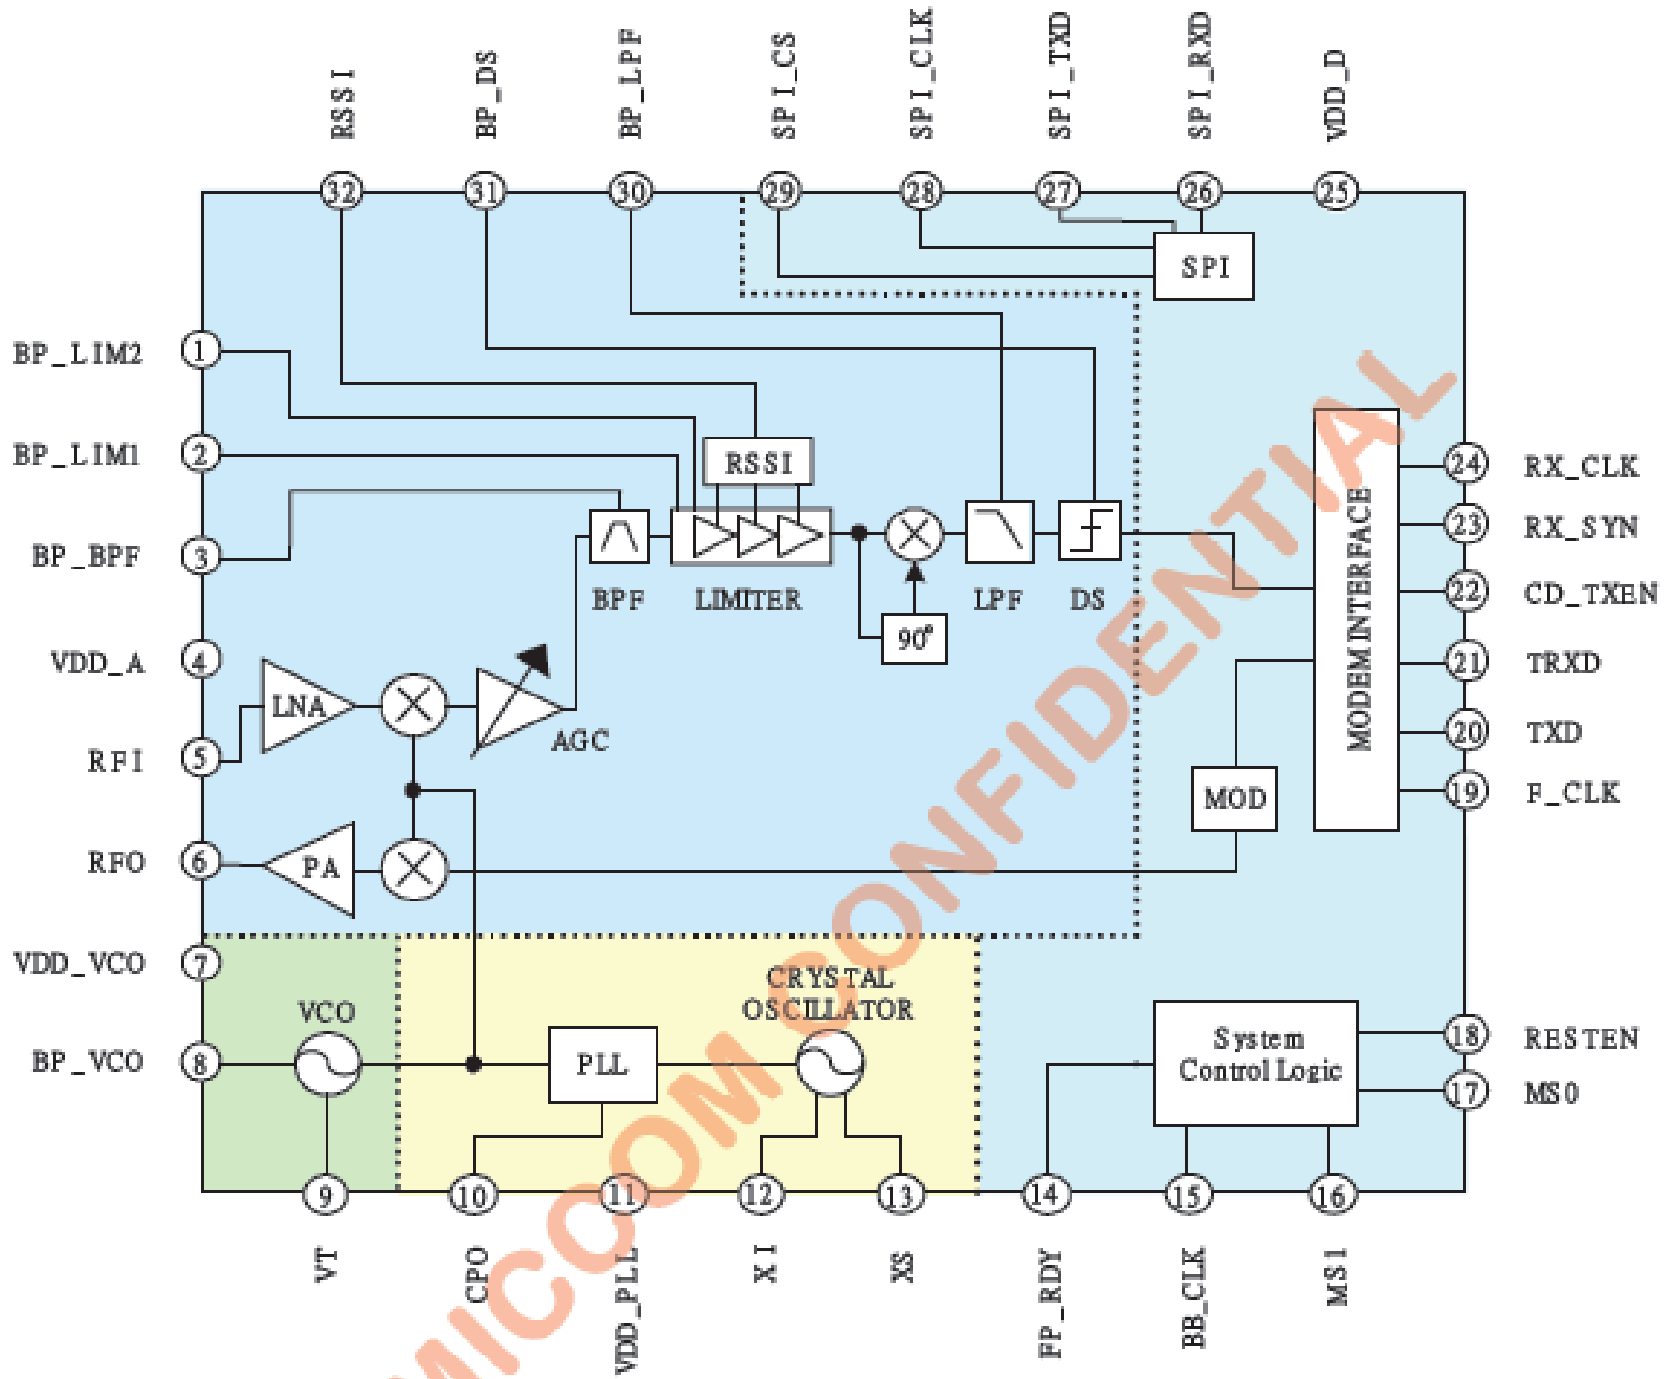 RSSI
BP_DS
BP_LPF
SPI_CS
SPI_CLK
SPI_TXD
SPI_RXD
VDD_D
32
31
30
29
28
27
26
25
SPI
BP_LIM2
1
BP_LIM1
2
RSSI
24
RX_CLK
23
RX_SYN
BP_BPF
3
BPF
LIMITER
LPF
DS
22
CD_TXEN
90°
MODEM INTERFACE
VDD_A
4
21
TRXD
LNA
AGC
20
TXD
RFI
5
MOD
19
F_CLK
RFO
6
PA
VDD_VCO
7
CRYSTAL
OSCILLATOR
VCO
BP_VCO
8
PLL
System
Control Logic
18
RESTEN
17
MS0
9
10
11
12
13
14
15
16
VT
CPO
VDD_PLL
XI
XS
FP_RDY
BB_CLK
MS1
MICCOM CONFIDENTIAL